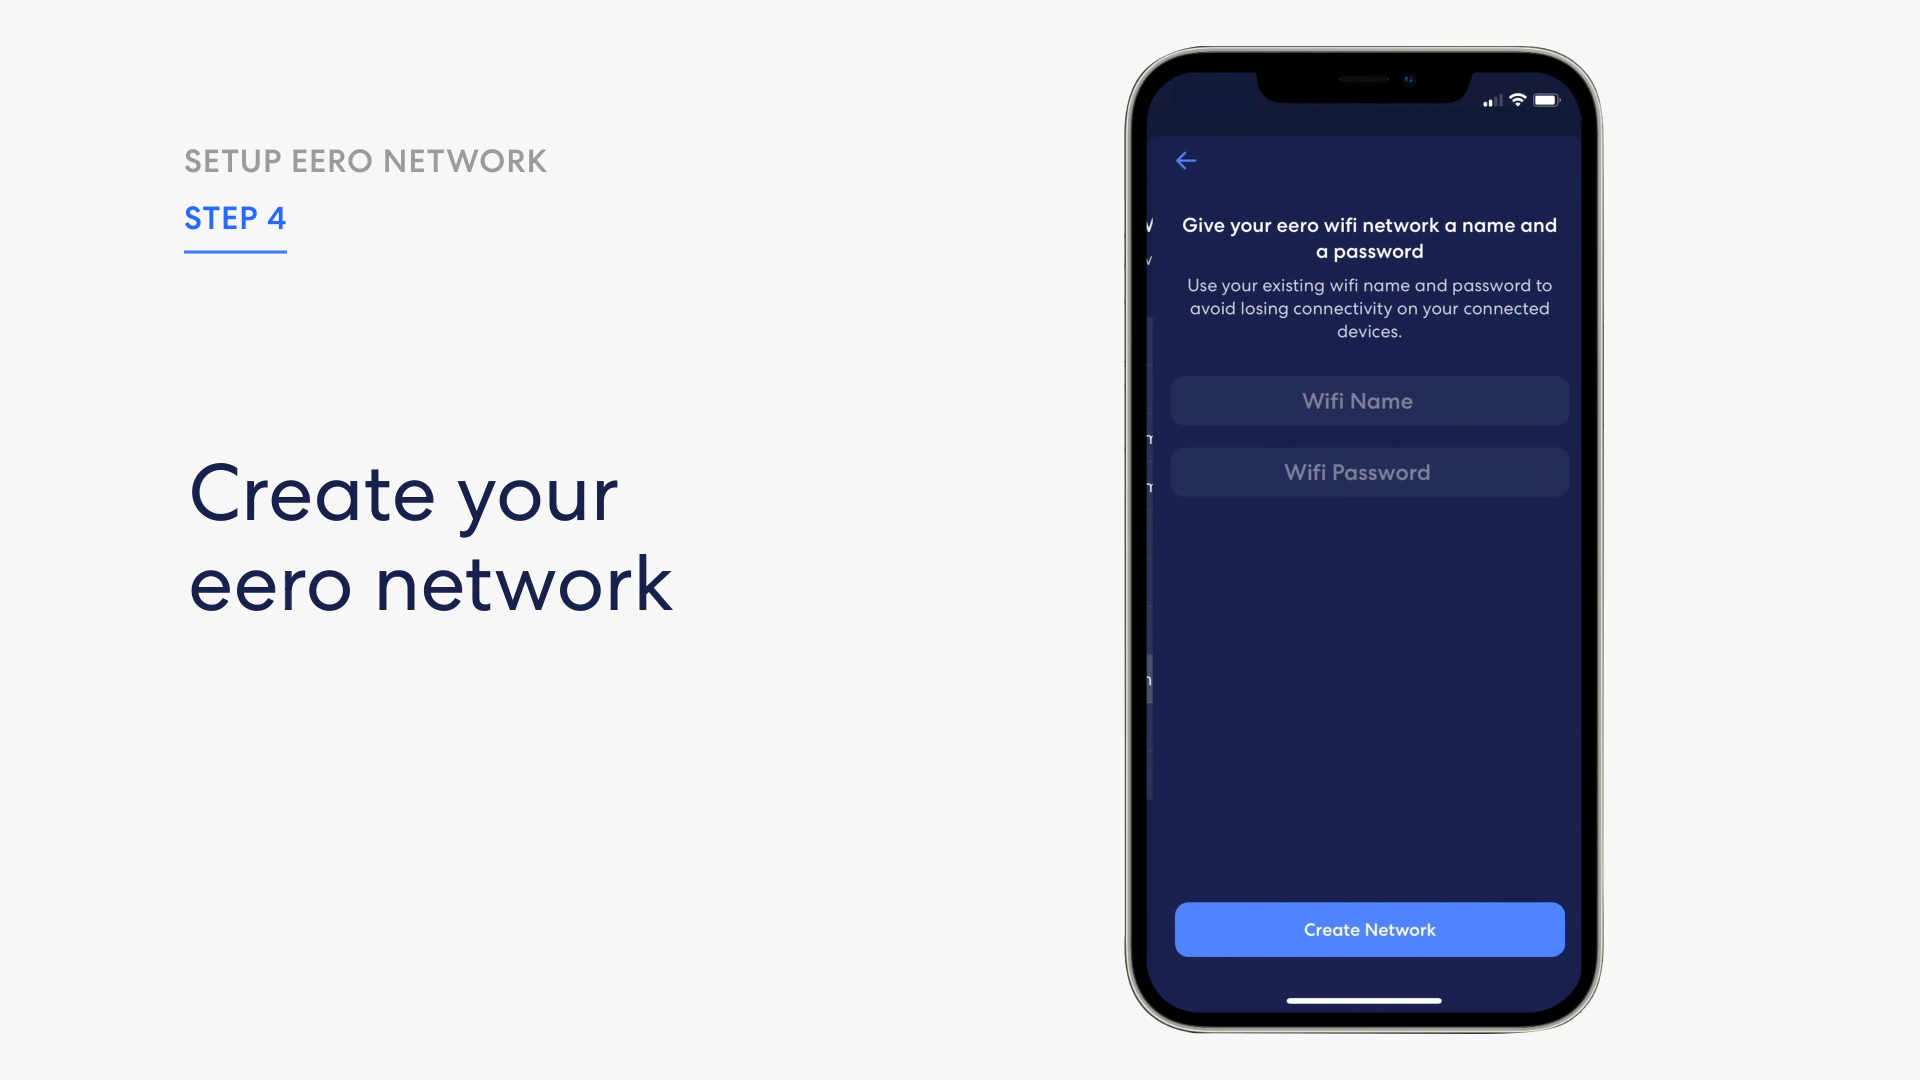 SETUP EERO NETWORK
STEP 4
Create your
eero network
Give your eero wifi network a name and
a password
Use your existing wifi name and password to
avoid losing connectivity on your connected
devices.
Wifi Name
Wifi Password
Create Network